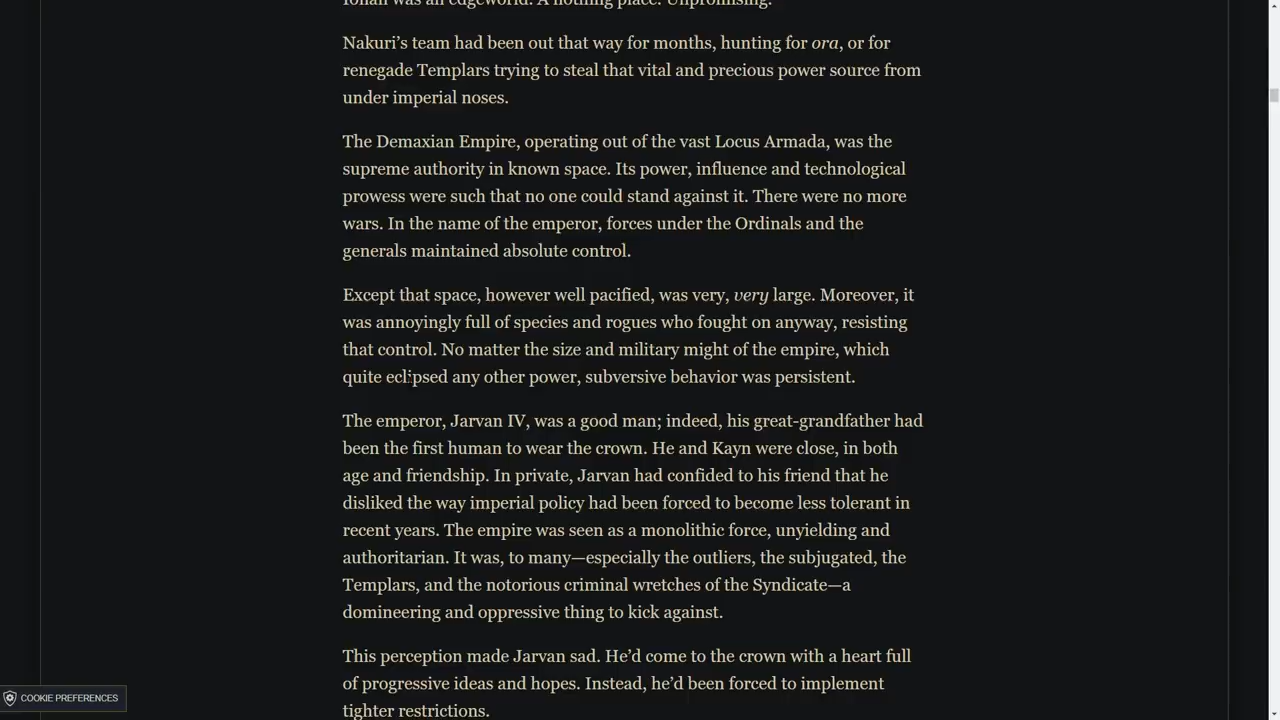 Ionan was an edgeworld. A nothing place. Unpromising.
Nakuri’s team had been out that way for months, hunting for ora, or for
renegade Templars trying to steal that vital and precious power source from
under imperial noses.
The Demaxian Empire, operating out of the vast Locus Armada, was the
supreme authority in known space. Its power, influence and technological
prowess were such that no one could stand against it. There were no more
wars. In the name of the emperor, forces under the Ordinals and the
generals maintained absolute control.
Except that space, however well pacified, was very, very large. Moreover, it
was annoyingly full of species and rogues who fought on anyway, resisting
that control. No matter the size and military might of the empire, which
quite eclipsed any other power, subversive behavior was persistent.
The emperor, Jarvan IV, was a good man; indeed, his great-grandfather had
been the first human to wear the crown. He and Kayn were close, in both
age and friendship. In private, Jarvan had confided to his friend that he
disliked the way imperial policy had been forced to become less tolerant in
recent years. The empire was seen as a monolithic force, unyielding and
authoritarian. It was, to many—especially the outliers, the subjugated, the
Templars, and the notorious criminal wretches of the Syndicate—a
domineering and oppressive thing to kick against.
This perception made Jarvan sad. He’d come to the crown with a heart full
of progressive ideas and hopes. Instead, he’d been forced to implement
tighter restrictions.
COOKIE PREFERENCES